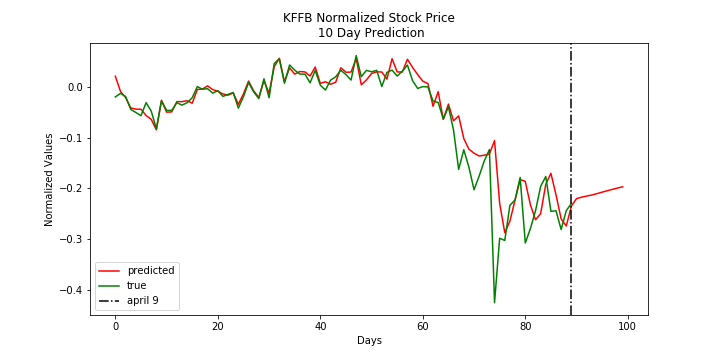 KFFB Normalized Stock Price
10 Day Prediction
Normalized Values
0.0
−0.1
−0.2
−0.3
−0.4
predicted
true
april 9
0 20 40 60 80 100
Days